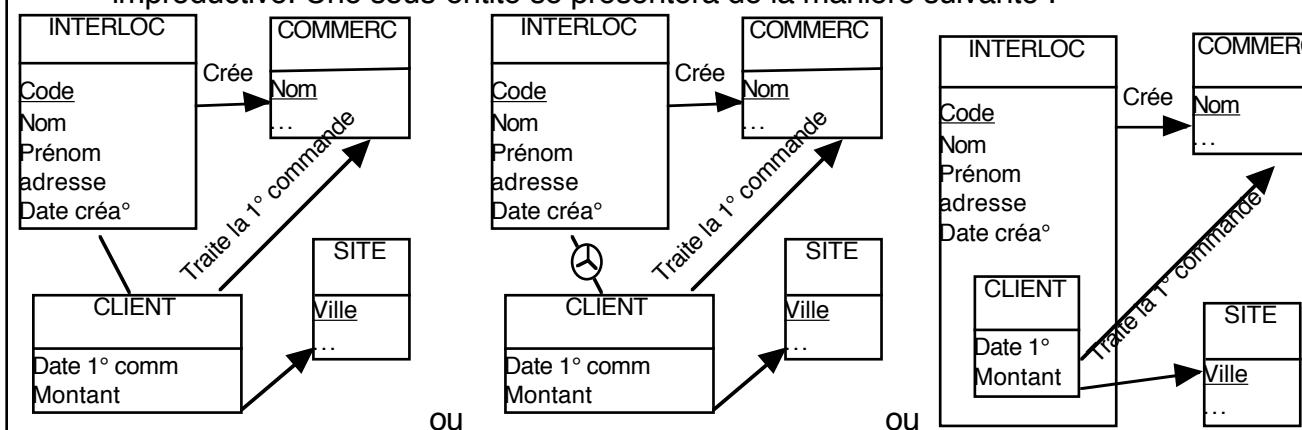 improductive. Une sous-entité se présentera de la manière suivante :
INTERLOC
Code
Nom
Prénom
adresse
Date créa°
Crée
COMMERC
Nom
...
Traite la 1° commande
CLIENT
Date 1° comm
Montant
SITE
Ville
...
ou
INTERLOC
Code
Nom
Prénom
adresse
Date créa°
Crée
COMMERC
Nom
...
Traite la 1° commande
CLIENT
Date 1° comm
Montant
SITE
Ville
...
ou
INTERLOC
Code
Nom
Prénom
adresse
Date créa°
Crée
COMMERC
Nom
...
Traite la 1° commande
CLIENT
Date 1°
Montant
SITE
Ville
...